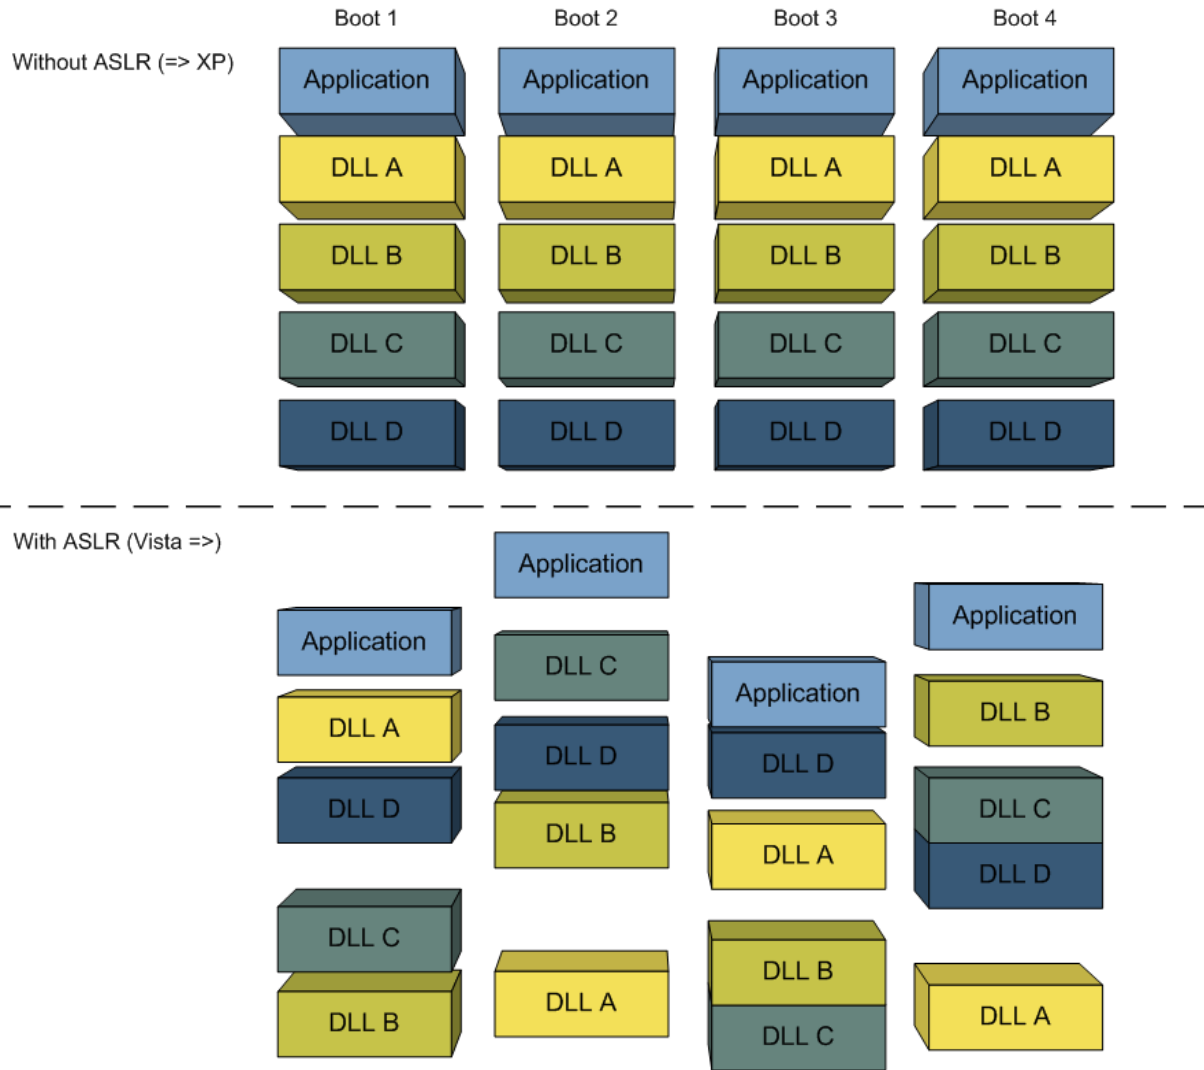 Boot 1 Boot 2 Boot 3 Boot 4
Without ASLR (=> XP)
Application Application Application Application
DLL A DLL A DLL A DLL A
DLL B DLL B DLL B DLL B
DLL C DLL C DLL C DLL C
DLL D DLL D DLL D DLL D
With ASLR (Vista =>)
Application
DLL A
DLL D
DLL C
DLL B
Application
DLL C
DLL D
DLL B
DLL A
Application
DLL D
DLL A
DLL B
DLL C
Application
DLL B
DLL C
DLL D
DLL A